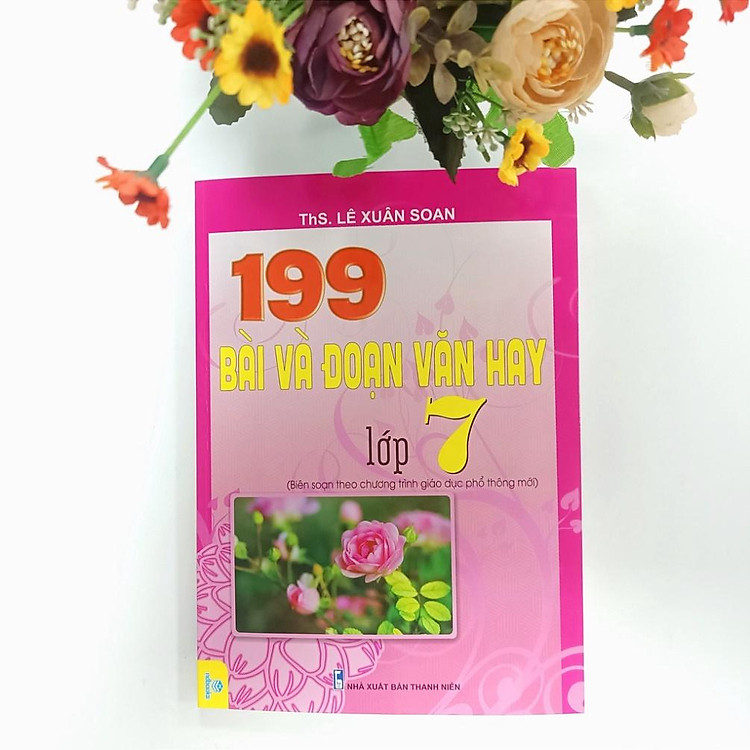 ThS. LÊ XUÂN SOAN
199
BÀI VÀ ĐOẠN VĂN HAY
lớp 7
(Biên soạn theo chương trình giáo dục phổ thông mới)
ndbooks
NHÀ XUẤT BẢN THANH NIÊN